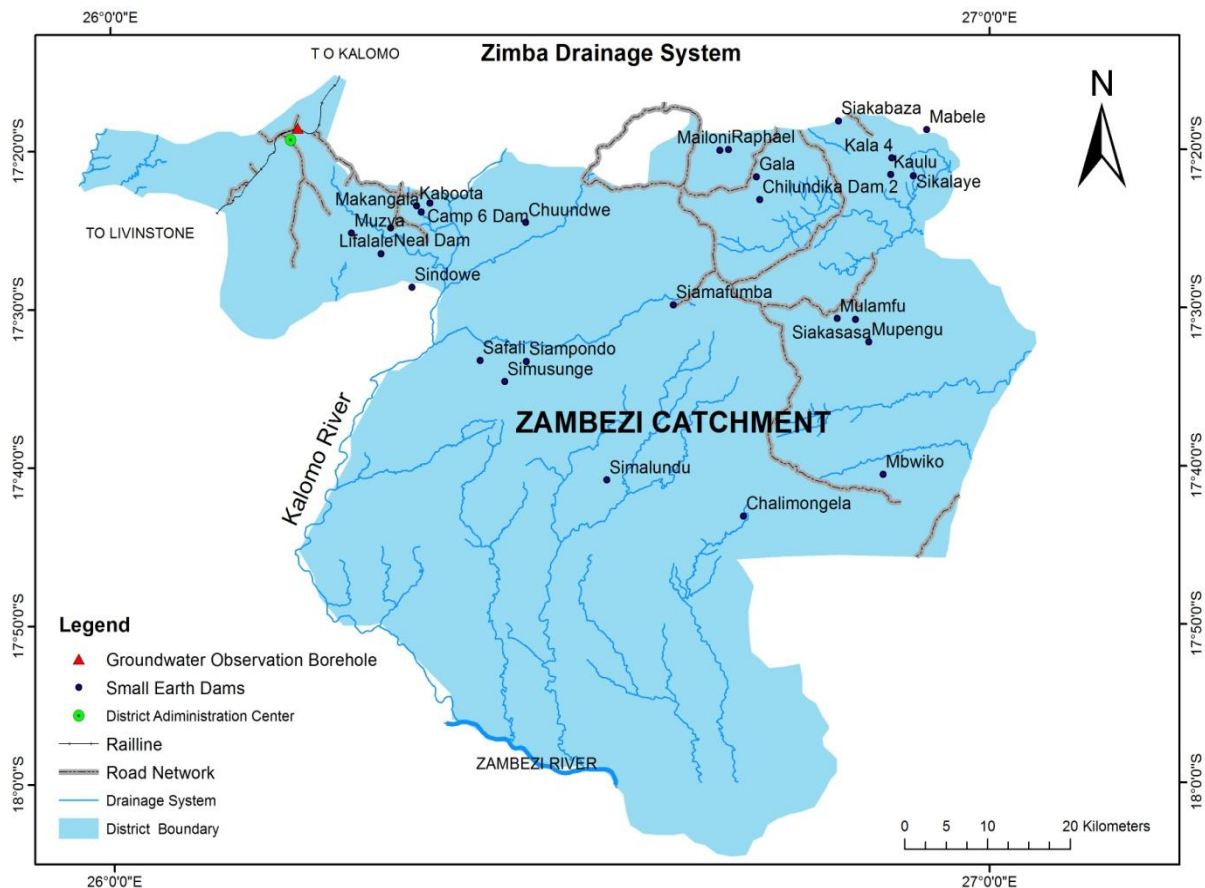 26°0'0"E
27°0'0"E
T O KALOMO
Zimba Drainage System
N
17°20'0"S
17°20'0"S
Siakabaza
Mabele
Mailoni
Raphael
Kala 4
Gala
Kaulu
Chilundika Dam 2
Sikalaye
Makangala
Kaboota
Muzya
Camp 6 Dam
Chuundwe
TO LIVINSTONE
Lifalale
Neal Dam
Sindowe
17°30'0"S
17°30'0"S
Siamafumba
Mulamfu
Siakasasa
Mupengu
Safali
Siampondo
Simusunge
ZAMBEZI CATCHMENT
Kalomo River
17°40'0"S
17°40'0"S
Simalundu
Mbwiko
Chalimongela
17°50'0"S
17°50'0"S
Legend
Groundwater Observation Borehole
Small Earth Dams
District Adiministration Center
Railline
Road Network
Drainage System
District Boundary
ZAMBEZI RIVER
18°0'0"S
18°0'0"S
0 5 10 20 Kilometers
26°0'0"E
27°0'0"E